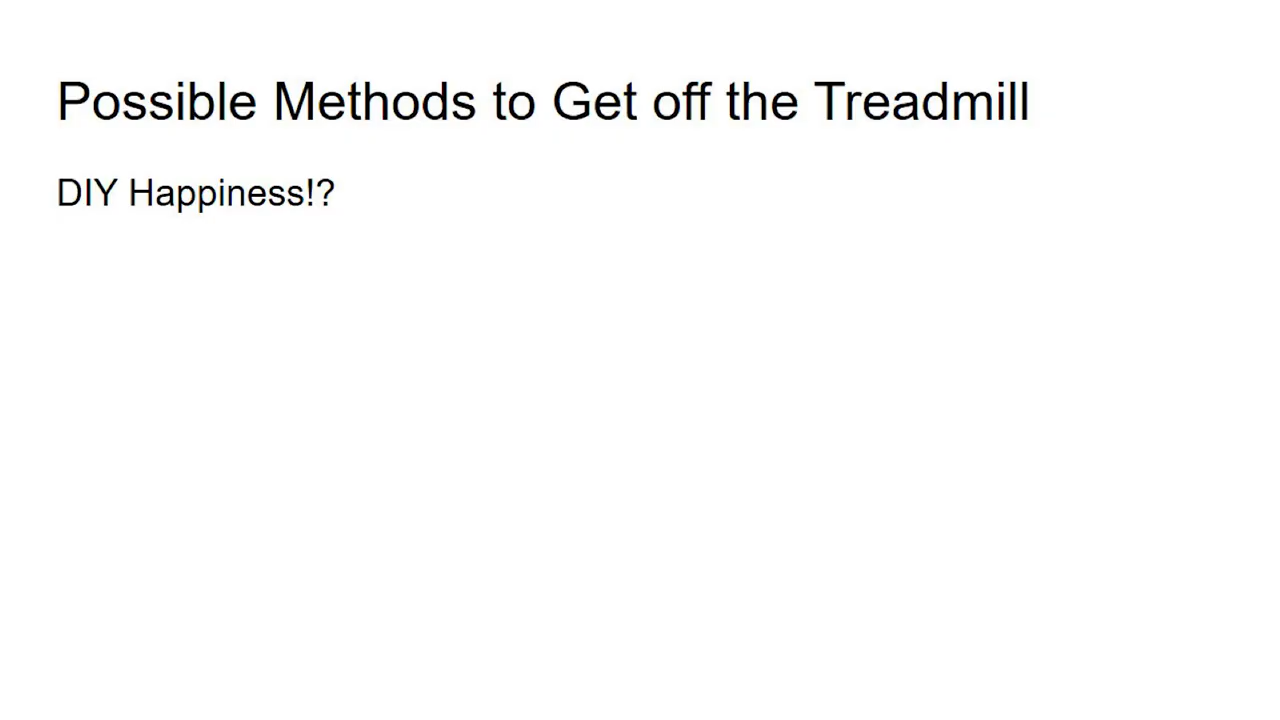 Possible Methods to Get off the Treadmill
DIY Happiness!?